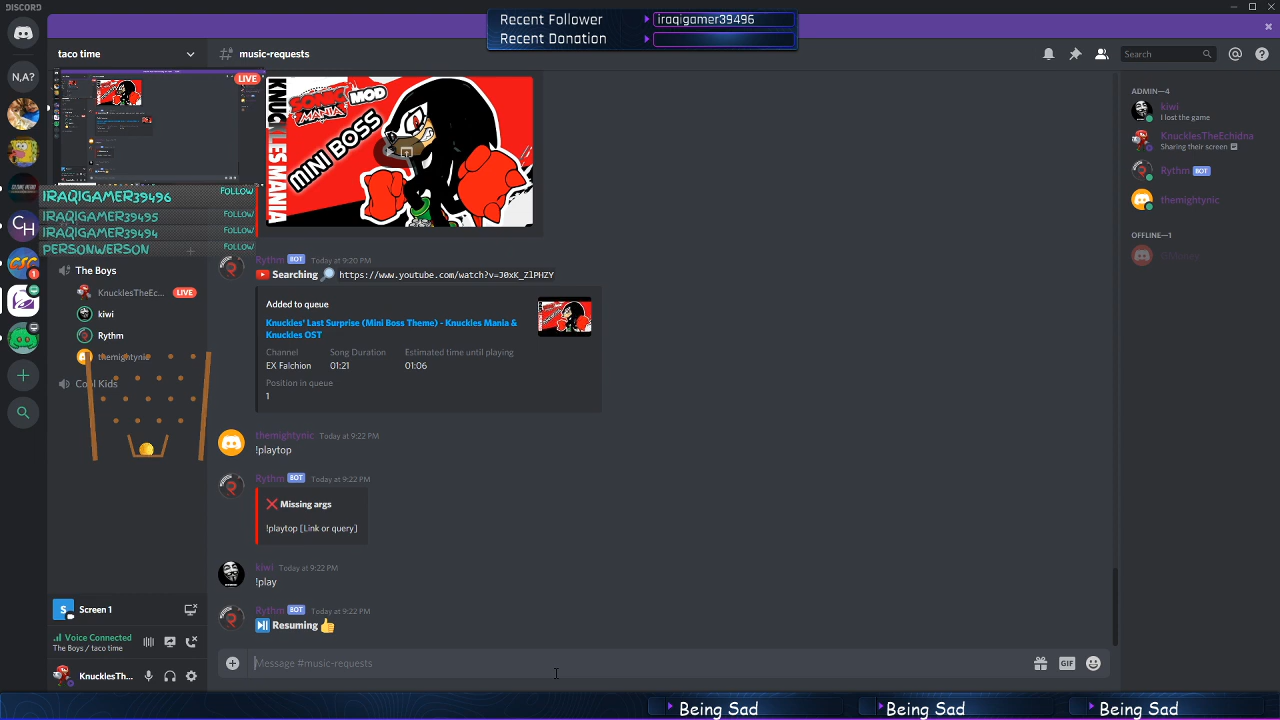 DISCORD
Recent Follower
iraqigamer39496
Recent Donation
taco time
music-requests
Search
N,A?
LIVE
KNUCKLES MANIA
SONIC MANIA MOD
MINI BOSS
IRAQIGAMER39496 FOLLOW
IRAQIGAMER39495 FOLLOW
IRAQIGAMER39494 FOLLOW
PERSONWERSON FOLLOW
CH
CSC
1
The Boys
KnucklesTheEc... LIVE
kiwi
Rythm
themightynic
Cool Kids
Rythm BOT Today at 9:20 PM
Searching https://www.youtube.com/watch?v=J0xK_ZlPHZY
Added to queue
Knuckles' Last Surprise (Mini Boss Theme) - Knuckles Mania &
Knuckles OST
Channel Song Duration Estimated time until playing
EX Falchion 01:21 01:06
Position in queue
1
themightynic Today at 9:22 PM
!playtop
Rythm BOT Today at 9:22 PM
Missing args
!playtop [Link or query]
kiwi Today at 9:22 PM
!play
Rythm BOT Today at 9:22 PM
Resuming
Message #music-requests
GIF
ADMIN—4
kiwi
I lost the game
KnucklesTheEchidna
Sharing their screen
Rythm BOT
themightynic
OFFLINE—1
S Screen 1
Voice Connected
The Boys / taco time
KnucklesTh...
Being Sad
Being Sad
Being Sad